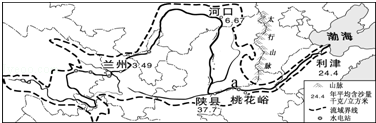 河口
6.6
太
行
山
脉
渤海
兰州
3.49
利津
24.4
a
陕县
37.7
桃花峪
山脉
24.4 年平均含沙量
千克/立方米
流域界线
水电站